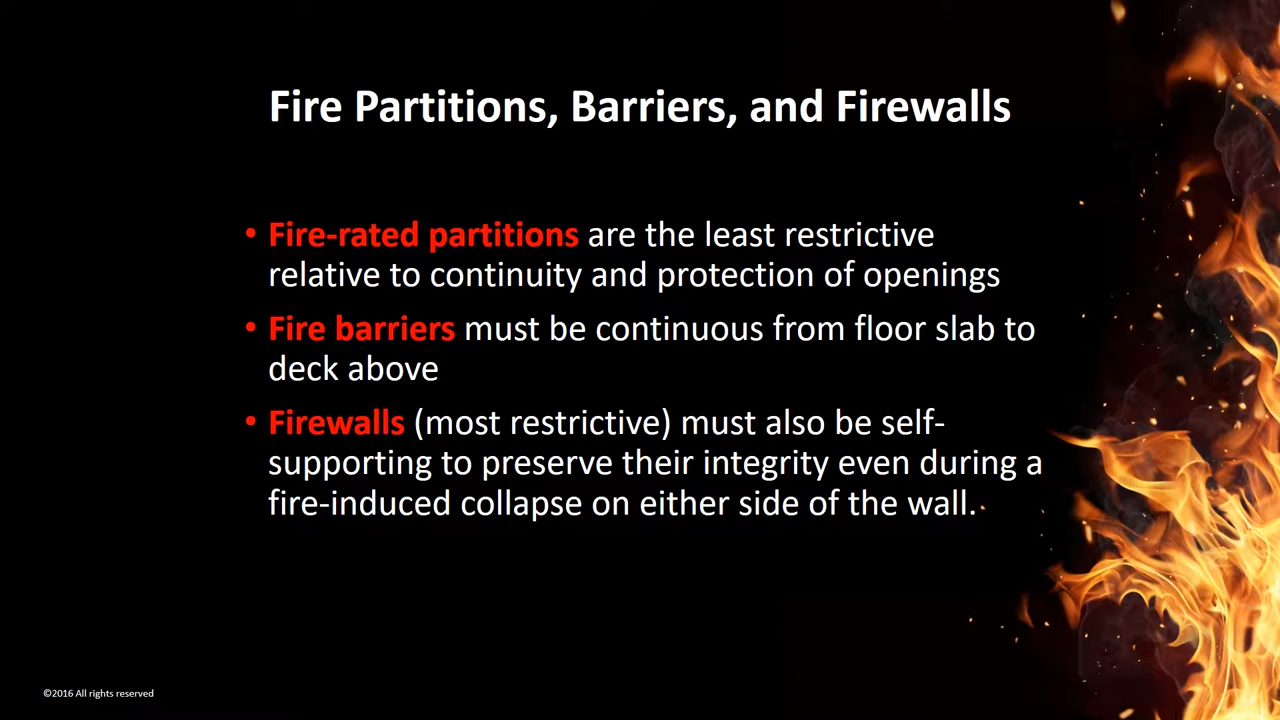 Fire Partitions, Barriers, and Firewalls
• Fire-rated partitions are the least restrictive
relative to continuity and protection of openings
• Fire barriers must be continuous from floor slab to
deck above
• Firewalls (most restrictive) must also be self-
supporting to preserve their integrity even during a
fire-induced collapse on either side of the wall.
©2016 All rights reserved